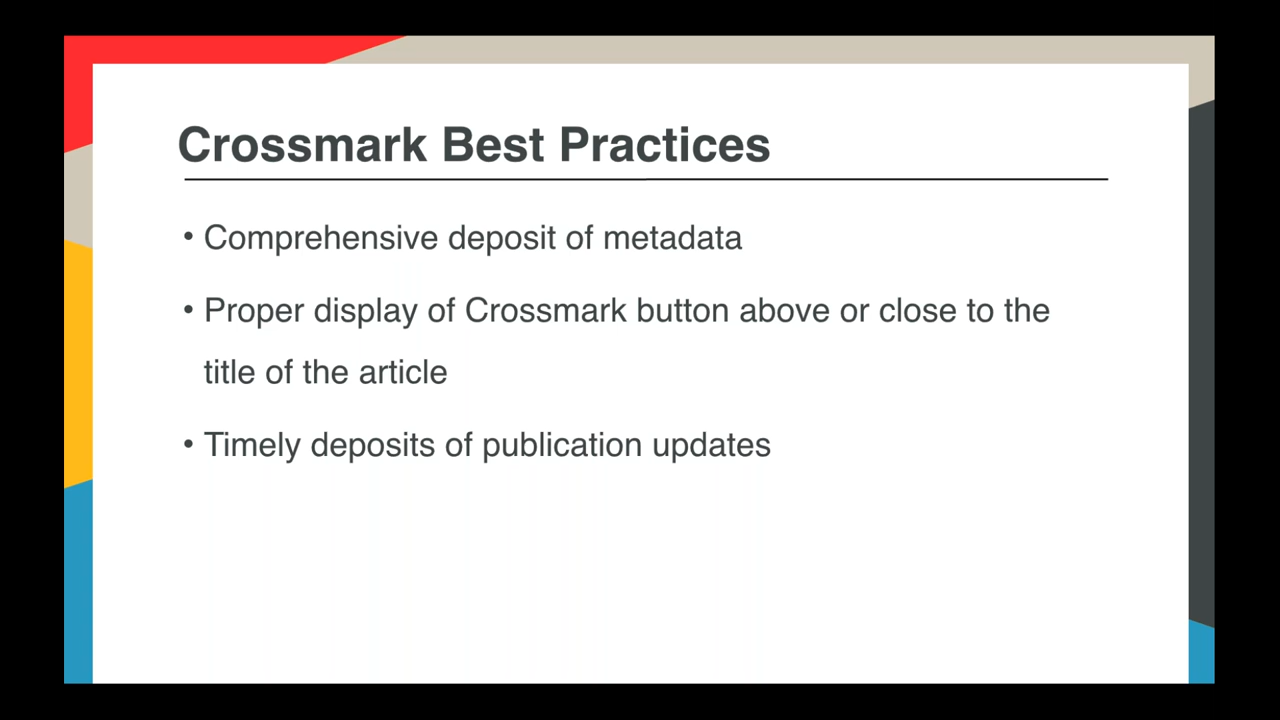 Crossmark Best Practices
• Comprehensive deposit of metadata
• Proper display of Crossmark button above or close to the
title of the article
• Timely deposits of publication updates